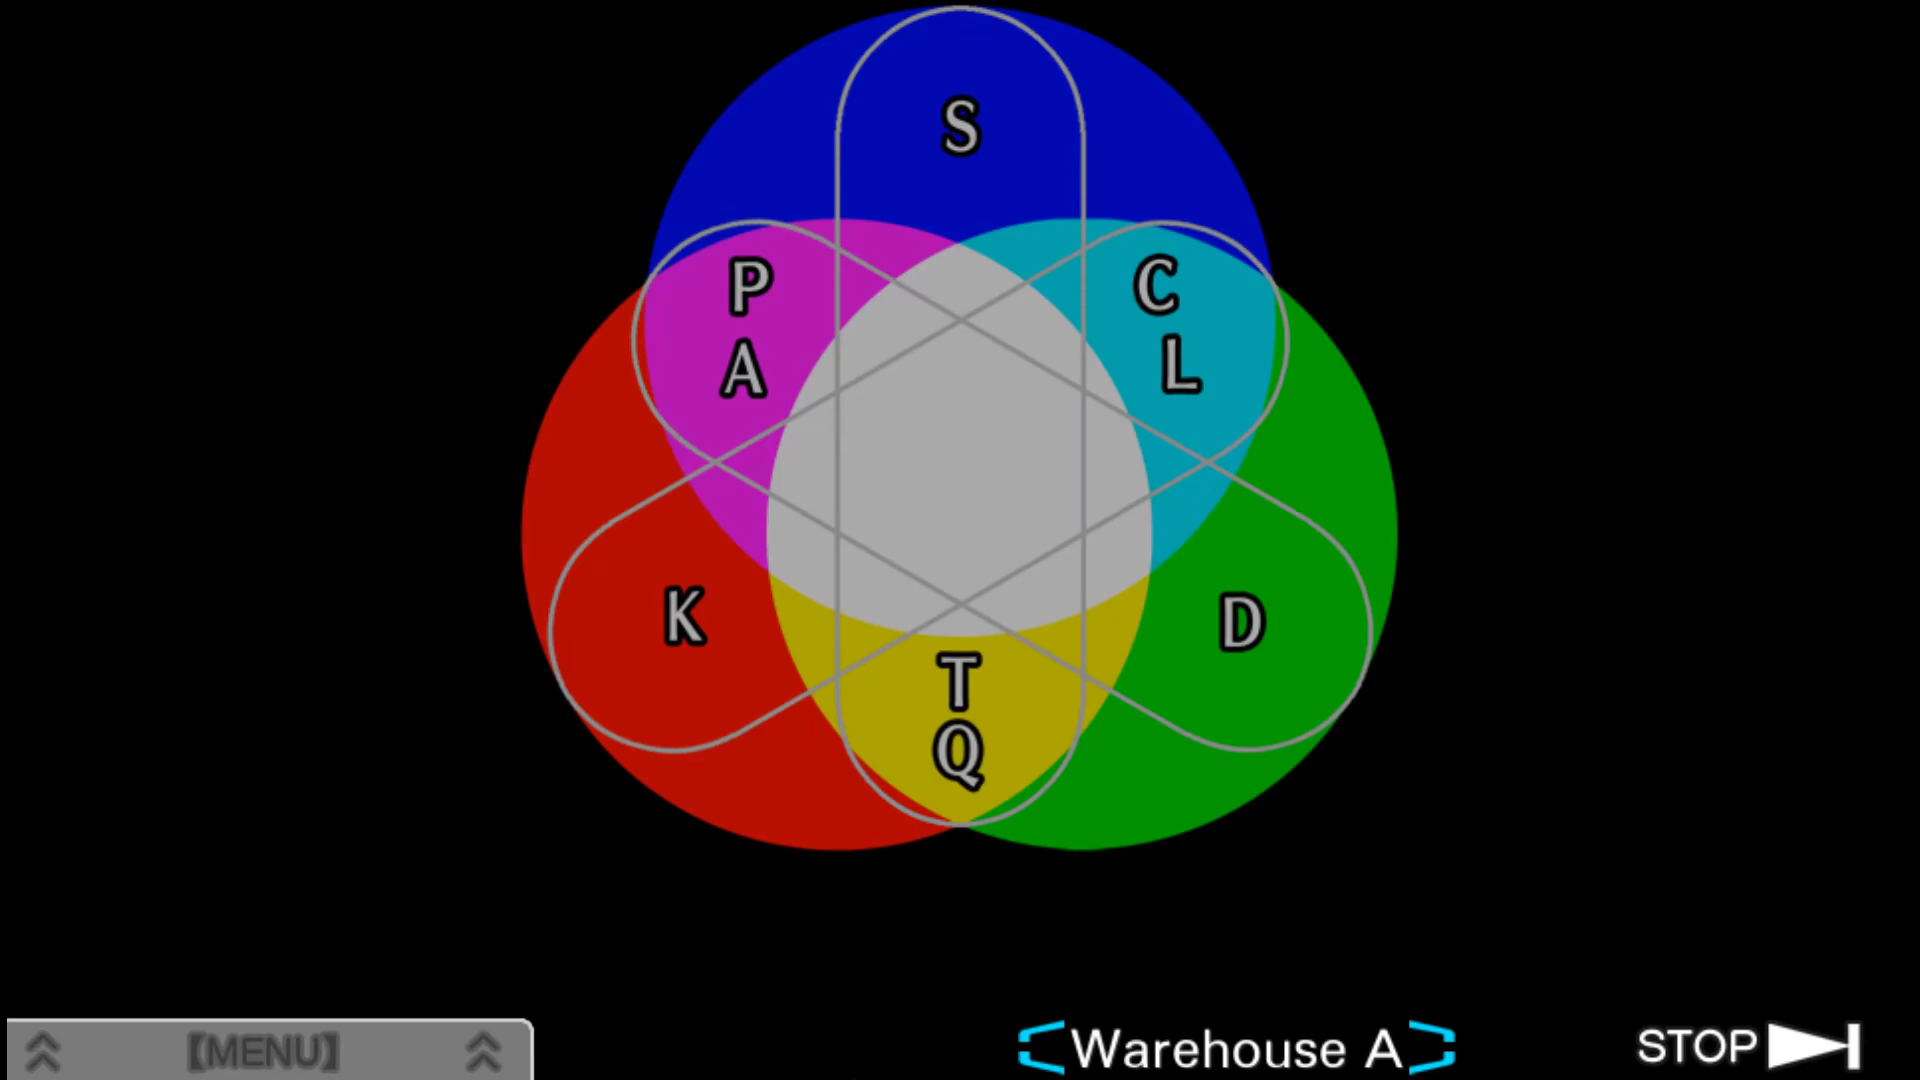 S
P C
A L
K D
T
Q
【MENU】
Warehouse A
STOP